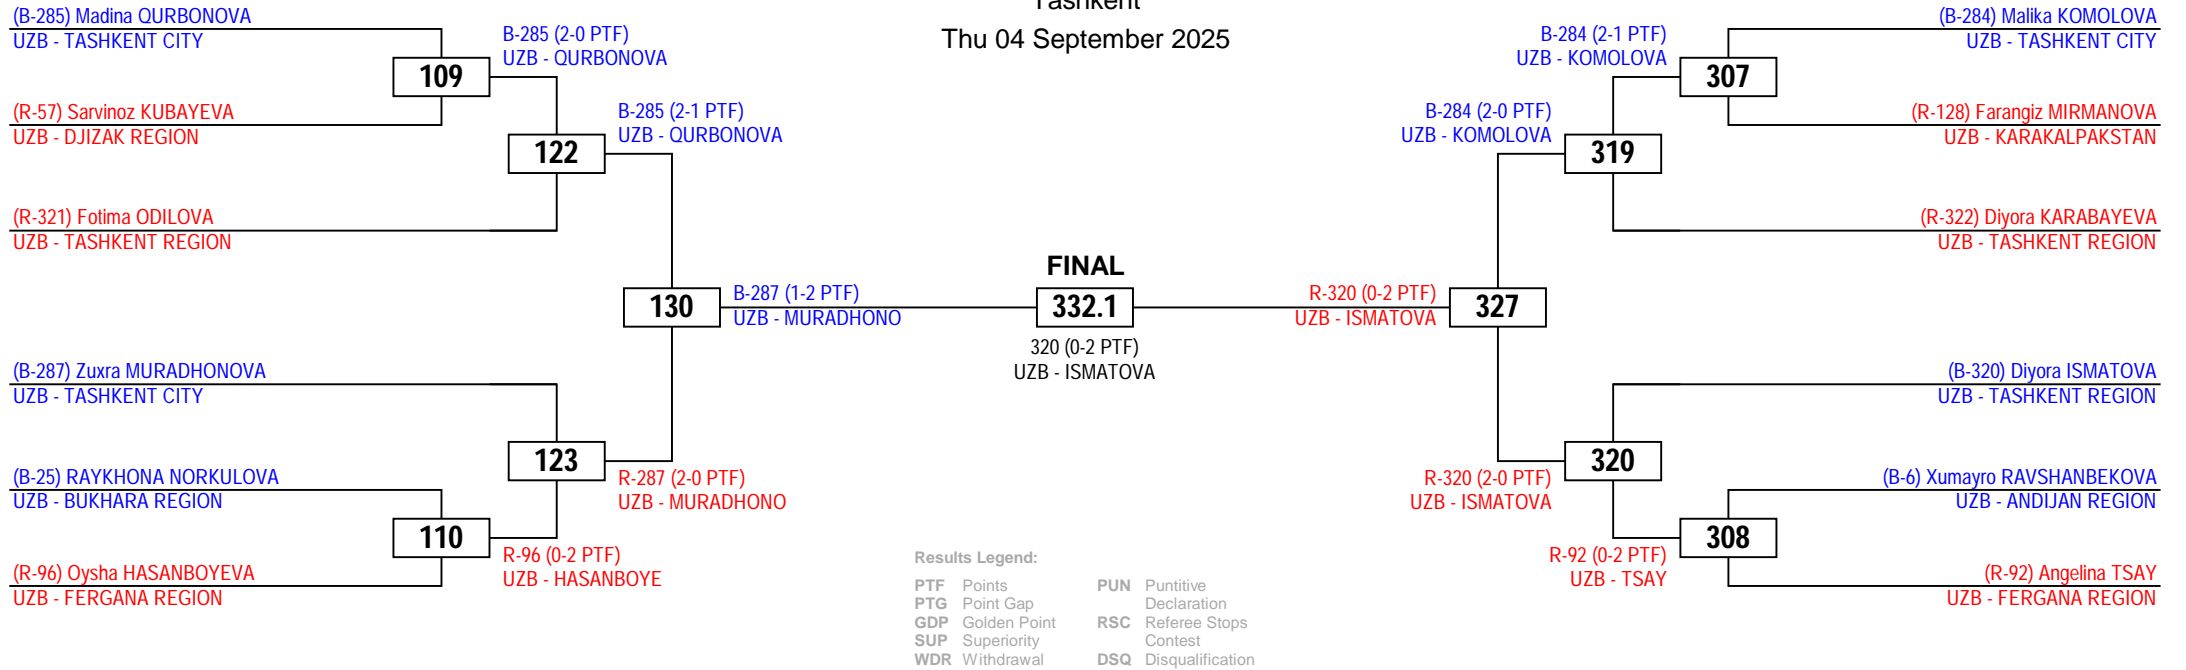 Tashkent
Thu 04 September 2025
(B-285) Madina QURBONOVA
UZB - TASHKENT CITY
B-285 (2-0 PTF)
UZB - QURBONOVA
109
(R-57) Sarvinoz KUBAYEVA
UZB - DJIZAK REGION
B-285 (2-1 PTF)
UZB - QURBONOVA
122
(R-321) Fotima ODILOVA
UZB - TASHKENT REGION
130
B-287 (1-2 PTF)
UZB - MURADHONO
(B-287) Zuxra MURADHONOVA
UZB - TASHKENT CITY
123
R-287 (2-0 PTF)
UZB - MURADHONO
(B-25) RAYKHONA NORKULOVA
UZB - BUKHARA REGION
110
R-96 (0-2 PTF)
UZB - HASANBOYE
(R-96) Oysha HASANBOYEVA
UZB - FERGANA REGION
FINAL
332.1
320 (0-2 PTF)
UZB - ISMATOVA
(B-284) Malika KOMOLOVA
UZB - TASHKENT CITY
B-284 (2-1 PTF)
UZB - KOMOLOVA
307
(R-128) Farangiz MIRMANOVA
UZB - KARAKALPAKSTAN
B-284 (2-0 PTF)
UZB - KOMOLOVA
319
(R-322) Diyora KARABAYEVA
UZB - TASHKENT REGION
R-320 (0-2 PTF)
UZB - ISMATOVA
327
(B-320) Diyora ISMATOVA
UZB - TASHKENT REGION
R-320 (2-0 PTF)
UZB - ISMATOVA
320
(B-6) Xumayro RAVSHANBEKOVA
UZB - ANDIJAN REGION
R-92 (0-2 PTF)
UZB - TSAY
308
(R-92) Angelina TSAY
UZB - FERGANA REGION
Results Legend:
PTF Points
PTG Point Gap
GDP Golden Point
SUP Superiority
WDR Withdrawal
PUN Puntitive
Declaration
RSC Referee Stops
Contest
DSQ Disqualification